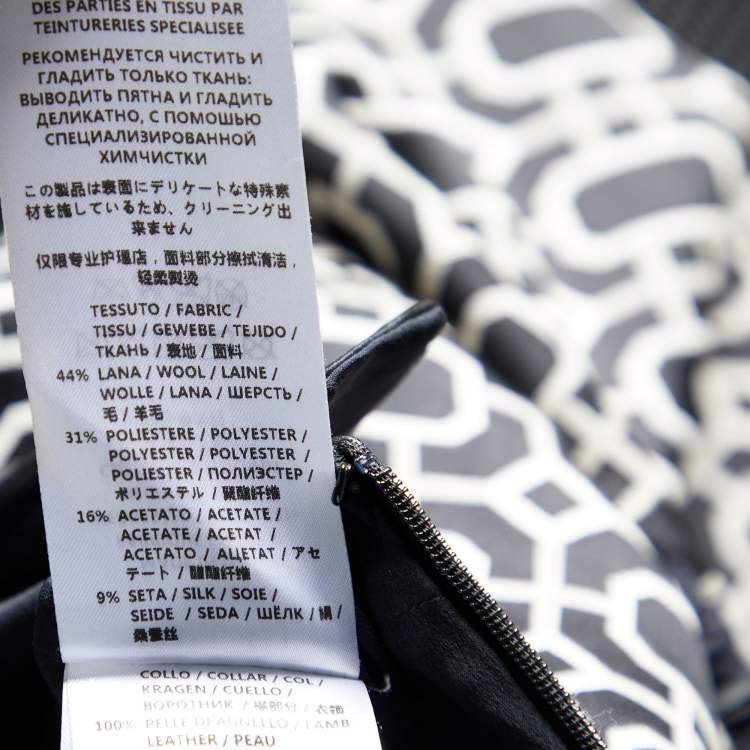 DES PARTIES EN TISSU PAR
TEINTURERIES SPECIALISEE
РЕКОМЕНДУЕТСЯ ЧИСТИТЬ И
ГЛАДИТЬ ТОЛЬКО ТКАНЬ:
ВЫВОДИТЬ ПЯТНА И ГЛАДИТЬ
ДЕЛИКАТНО, С ПОМОЩЬЮ
СПЕЦИАЛИЗИРОВАННОЙ
ХИМЧИСТКИ
この製品は表面にデリケートな特殊素
材を施しているため、クリーニング出
来ません
仅限专业护理店，面料部分擦拭清洁，
轻柔熨烫
TESSUTO / FABRIC /
TISSU / GEWEBE / TEJIDO /
ТКАНЬ / 表地 / 面料
44% LANA / WOOL / LAINE /
WOLLE / LANA / ШЕРСТЬ /
毛 / 羊毛
31% POLIESTERE / POLYESTER /
POLYESTER / POLYESTER /
POLIESTER / ПОЛИЭСТЕР /
ポリエステル / 聚酯纤维
16% ACETATO / ACETATE /
ACETATE / ACETAT /
ACETATO / АЦЕТАТ / アセ
テート / 醋酯纤维
9% SETA / SILK / SOIE /
SEIDE / SEDA / ШЁЛК / 絹 /
桑蚕丝
COLLO / COLLAR / COL /
KRAGEN / CUELLO /
ВОРОТНИК / 衿部分 / 衣领
100% PELLE DI AGNELLO / LAMB
LEATHER / PEAU